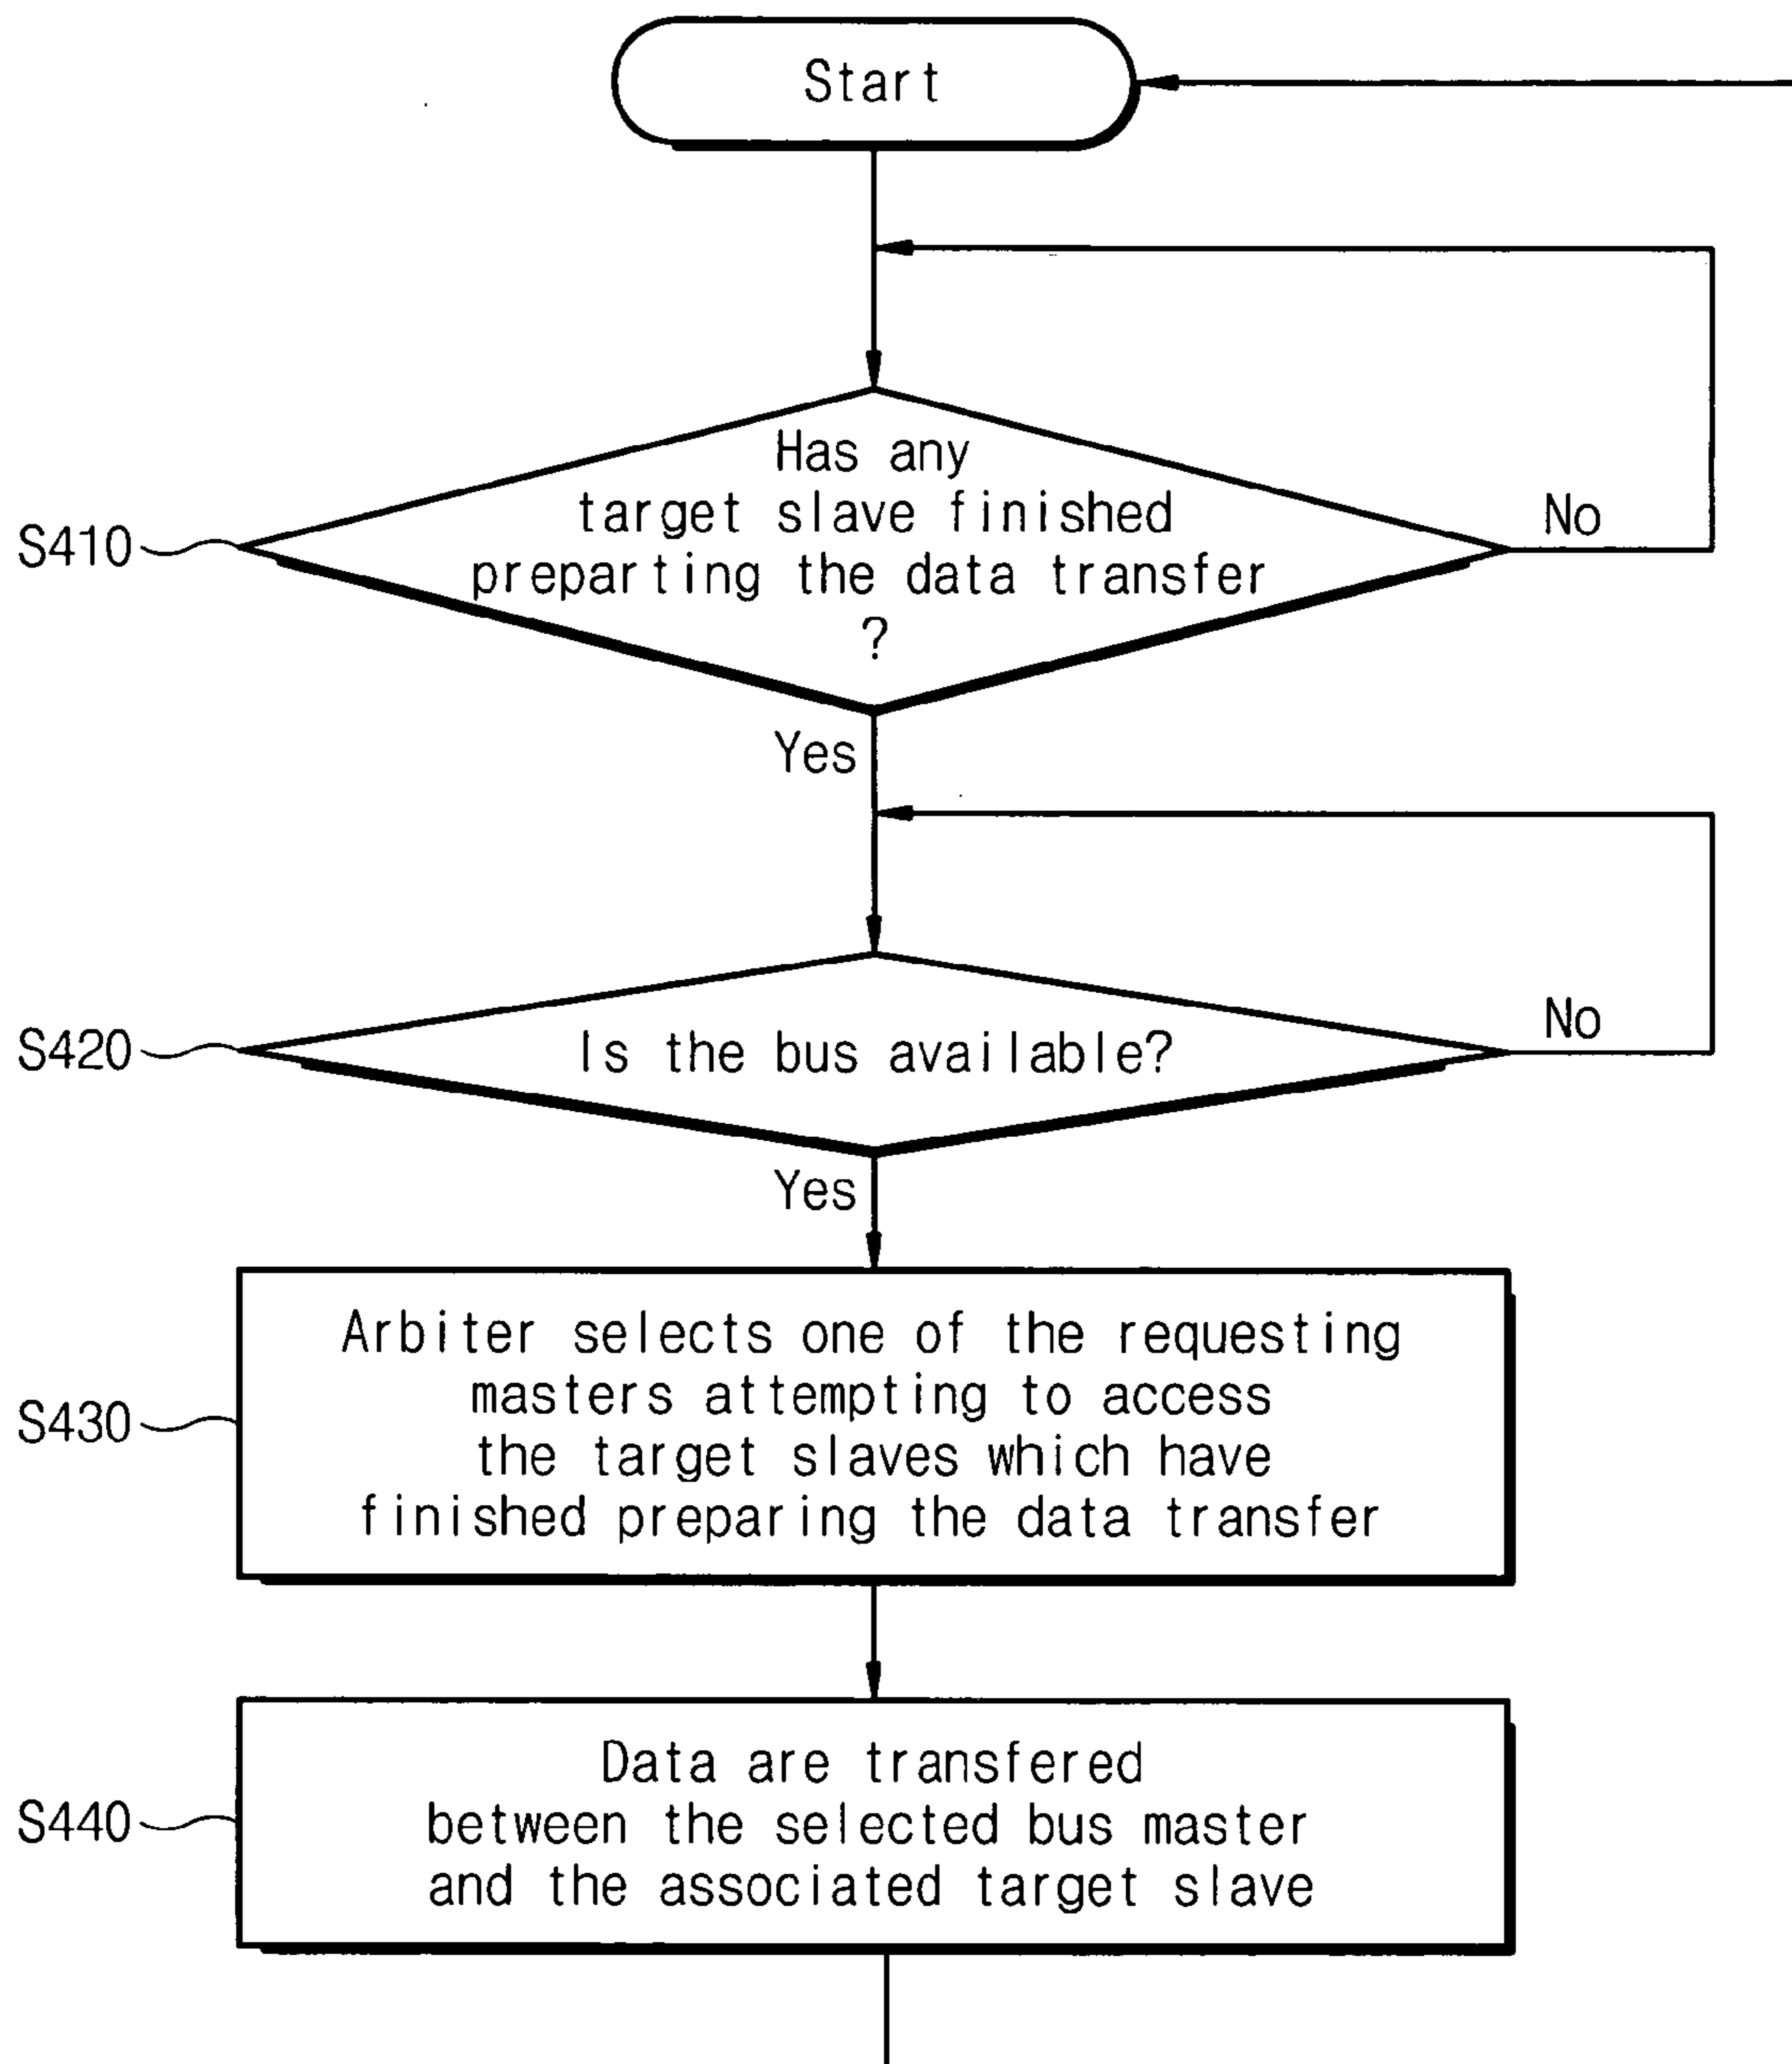 Start
Has any
target slave finished
S410
No
preparting the data transfer
?
Yes
S420
Is the bus available?
No
Yes
Arbiter selects one of the requesting
masters attempting to access
S430
the target slaves which have
finished preparing the data transfer
Data are transfered
S440
between the selected bus master
and the associated target slave